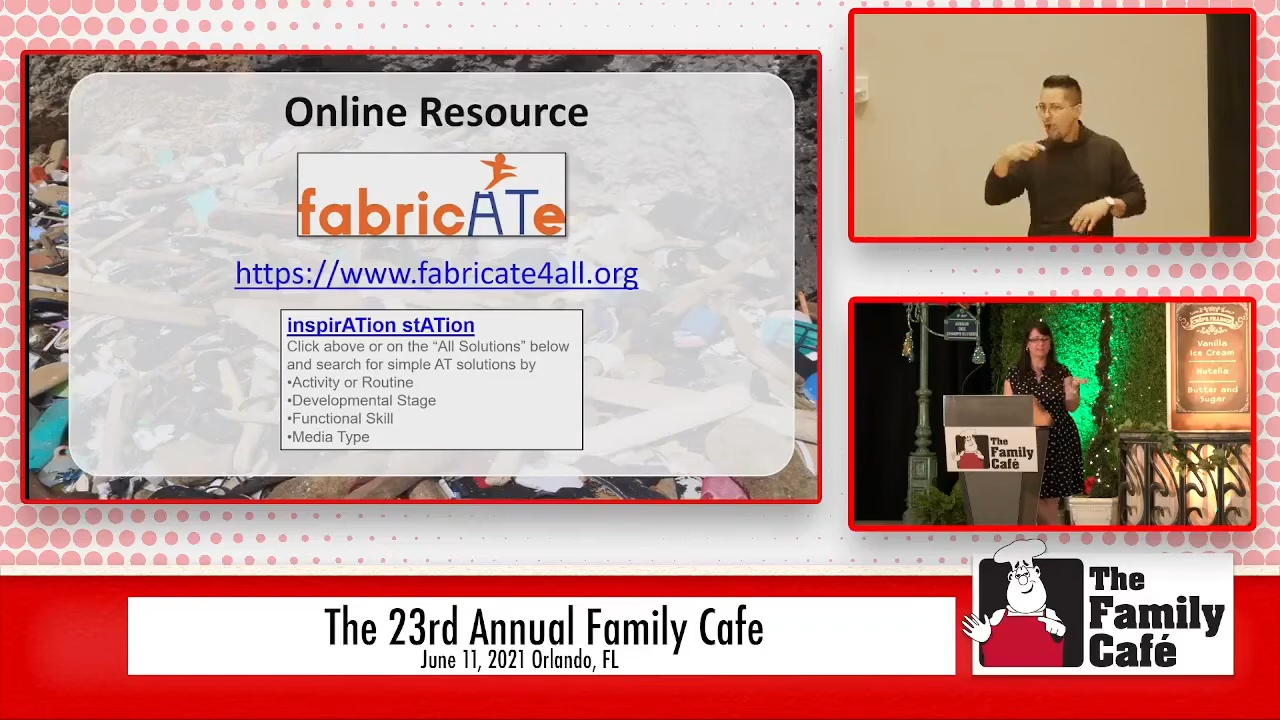 Online Resource
fabricATe
https://www.fabricate4all.org
inspirATion stATion
Click above or on the “All Solutions” below
and search for simple AT solutions by
•Activity or Routine
•Developmental Stage
•Functional Skill
•Media Type
Vanilla
Ice Cream
Nutella
Butter and
Sugar
The
Family
Café
The 23rd Annual Family Cafe
June 11, 2021 Orlando, FL
The
Family
Café